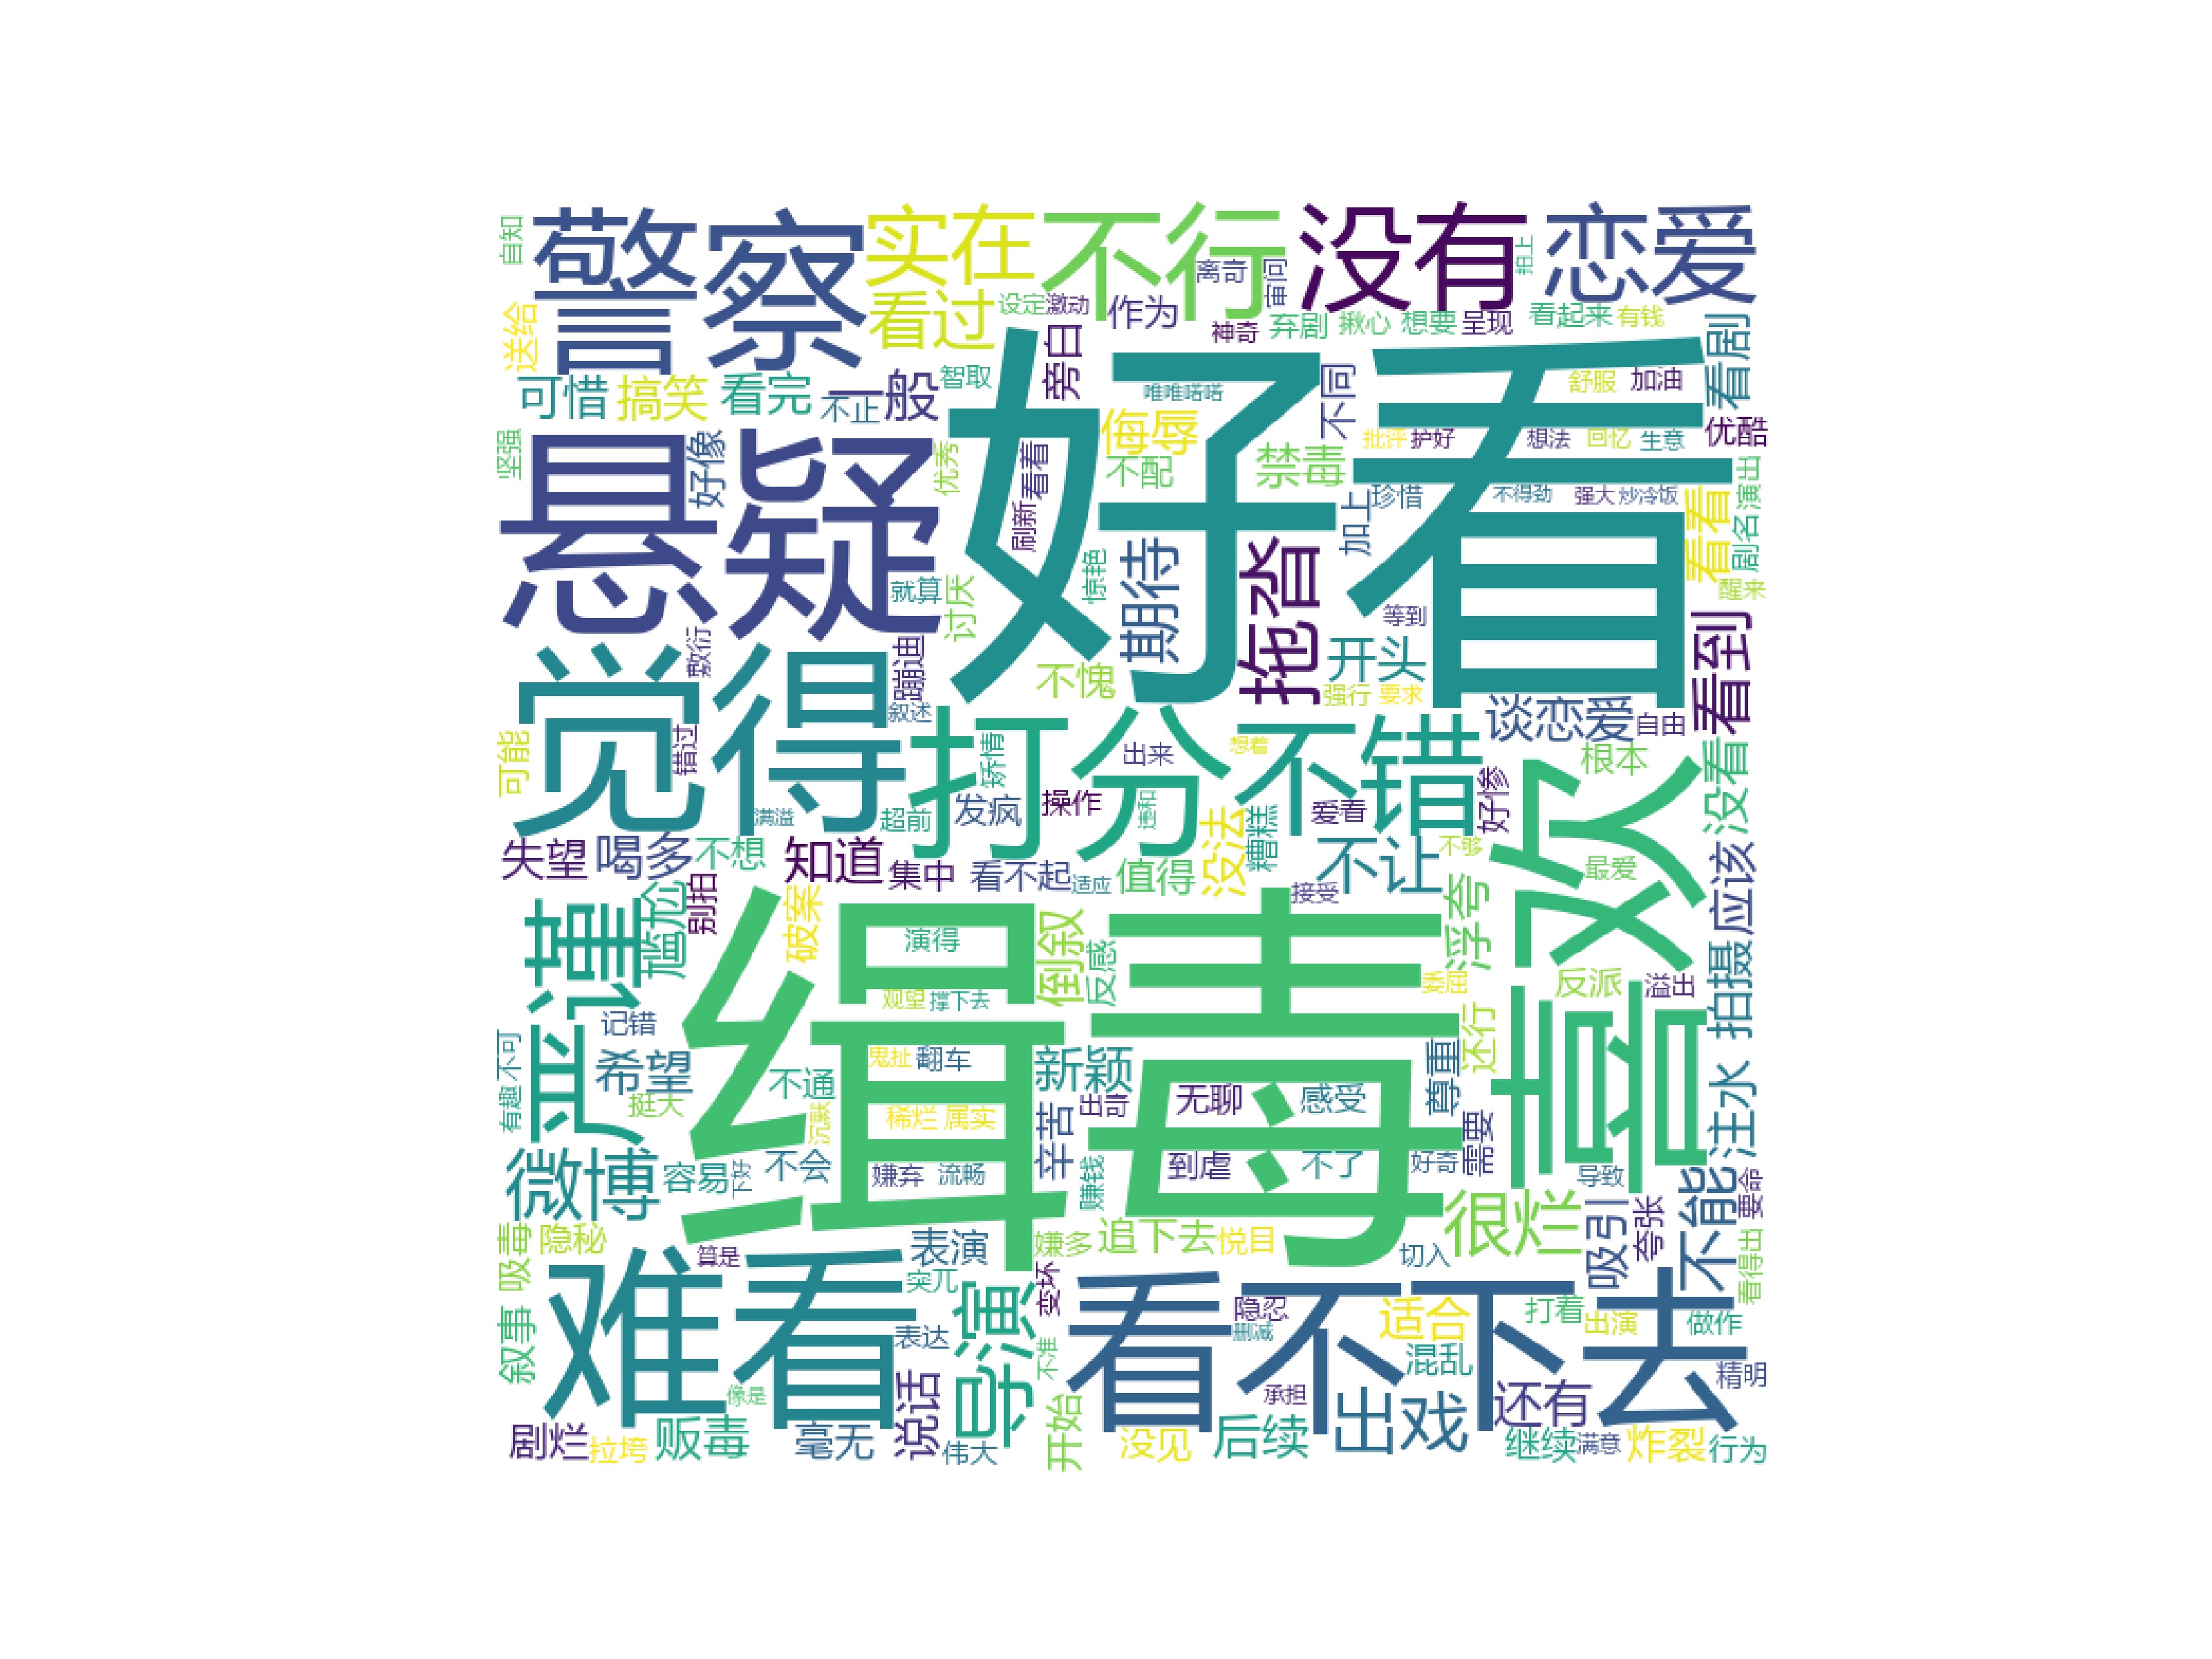 自知
警察
实在
不行
没有
恋爱
拍上
离奇
审问
送给
看过
设定
激动
作为
旁白
神奇
弃剧
揪心
想要
呈现
看起来
有钱
看剧
可惜
搞笑
看完
不正
一般
智取
好看
唯唯喏喏
不同
舒服
加油
坚强
悬疑
好像
优秀
看着
刷新
侮辱
不配
禁毒
批评
护好
想法
回忆
生意
优酷
珍惜
加上
不得劲
强大
炒冷饭
看看
演出
剧名
醒来
就算
讨厌
惊艳
期待
拖沓
等到
觉得
敷衍
蹦迪
不愧
开头
强行
要求
看到
叙述
打分
不错
谈恋爱
自由
可能
错过
矫情
出来
想着
根本
没看
满溢
超前
发疯
操作
违和
爱看
好惨
喜欢
失望
喝多
不想
知道
集中
看不起
适应
值得
没法
糟糕
不让
不够
最爱
应该
严谨
尴尬
别拍
破案
缉毒
演得
倒叙
反感
接受
浮夸
委屈
反派
溢出
拍摄
观望
撑下去
记错
不可
有趣
希望
挺大
不通
沉默
鬼扯
翻车
新颖
稀烂
属实
出奇
无聊
感受
尊重
还行
注水
微博
容易
下好
不会
嫌弃
流畅
辛苦
赚钱
到虐
不了
好奇
需要
导致
不能
要命
吸毒
隐秘
算是
表演
嫌多
追下去
悦目
很烂
切入
吸引
夸张
看得出
难看
突兀
导演
变坏
看不下去
隐忍
删减
适合
打着
出演
做作
叙事
表达
不准
混乱
精明
像是
说话
承担
出戏
还有
剧烂
拉垮
贩毒
毫无
伟大
开始
没见
后续
继续
满意
炸裂
行为